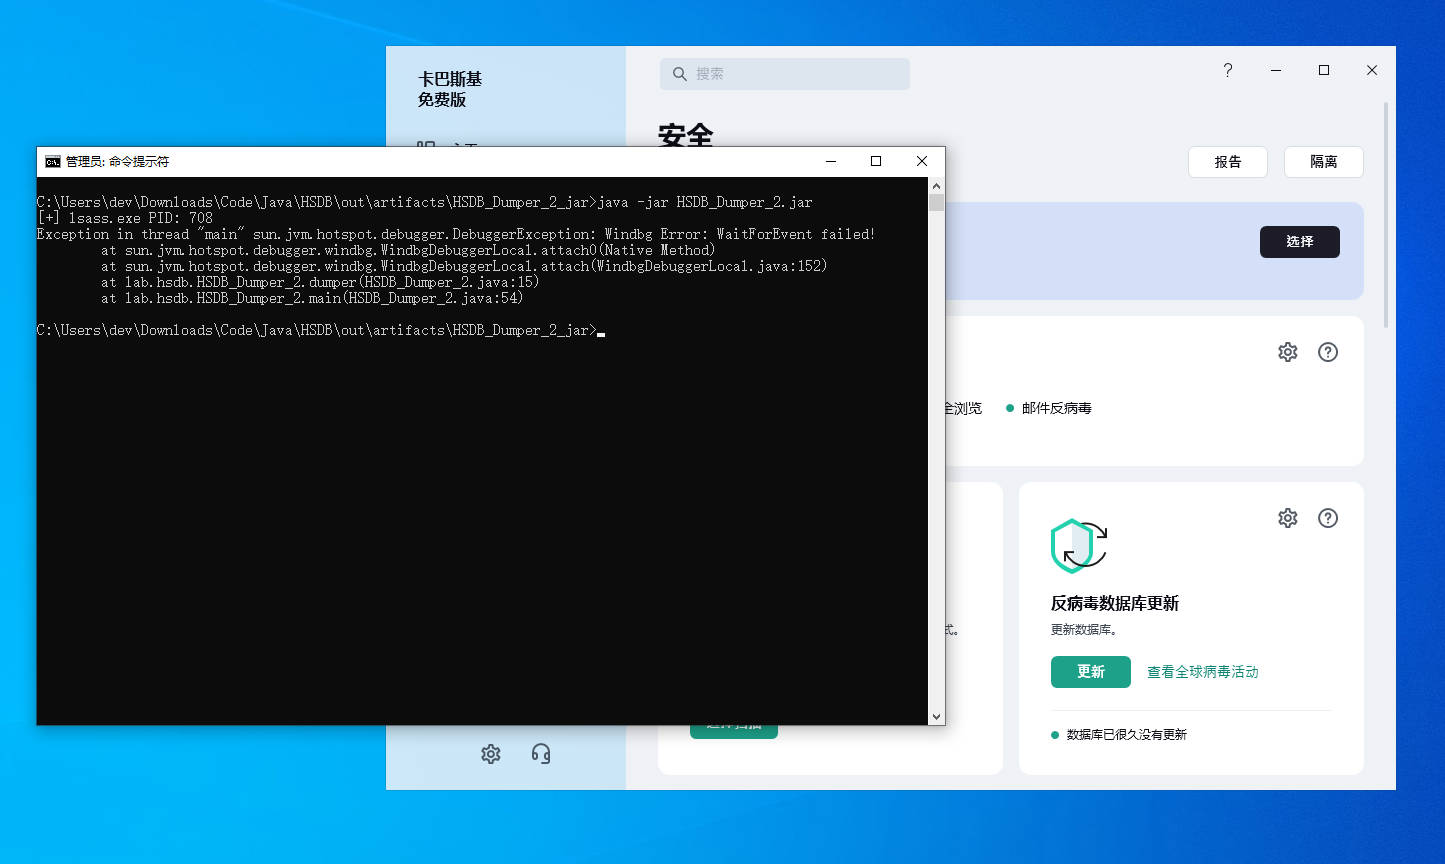 卡巴斯基
免费版
搜索
安全
报告
隔离
选择
管理员: 命令提示符
C:\Users\dev\Downloads\Code\Java\HSDB\out\artifacts\HSDB_Dumper_2_jar>java -jar HSDB_Dumper_2.jar
[+] lsass.exe PID: 708
Exception in thread "main" sun.jvm.hotspot.debugger.DebuggerException: Windbg Error: WaitForEvent failed!
at sun.jvm.hotspot.debugger.windbg.WindbgDebuggerLocal.attach0(Native Method)
at sun.jvm.hotspot.debugger.windbg.WindbgDebuggerLocal.attach(WindbgDebuggerLocal.java:152)
at lab.hsdb.HSDB_Dumper_2.dumper(HSDB_Dumper_2.java:15)
at lab.hsdb.HSDB_Dumper_2.main(HSDB_Dumper_2.java:54)
C:\Users\dev\Downloads\Code\Java\HSDB\out\artifacts\HSDB_Dumper_2_jar>
全浏览
邮件反病毒
式。
反病毒数据库更新
更新数据库。
更新
查看全球病毒活动
数据库已很久没有更新